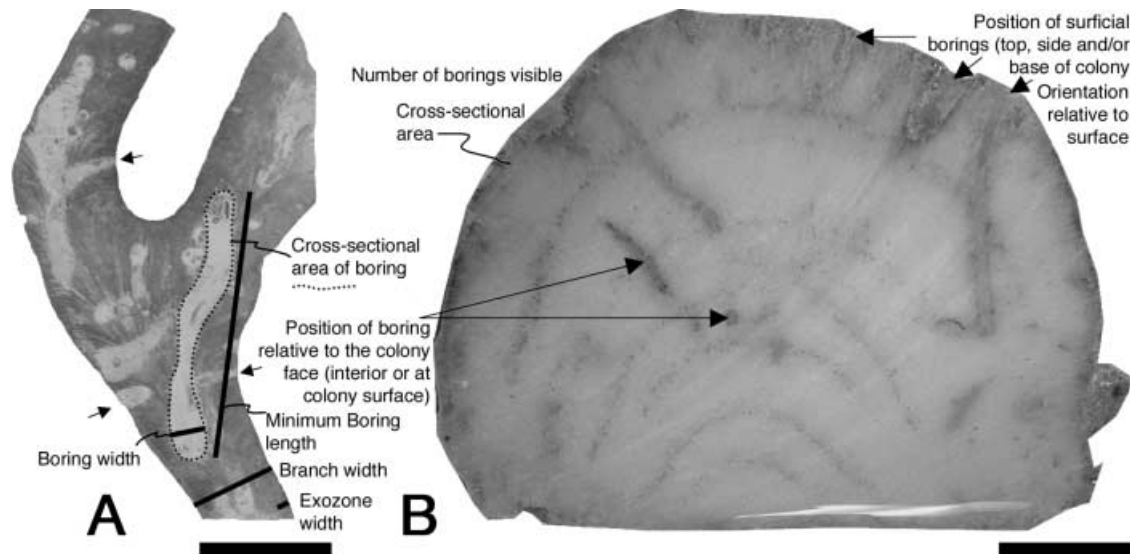 Position of surficial
borings (top, side and/or
base of colony
Orientation
relative to
surface
Number of borings visible
Cross-sectional
area
Cross-sectional
area of boring
Position of boring
relative to the colony
face (interior or at
colony surface)
Minimum Boring
length
Boring width
Branch width
Exozone
width
A
B